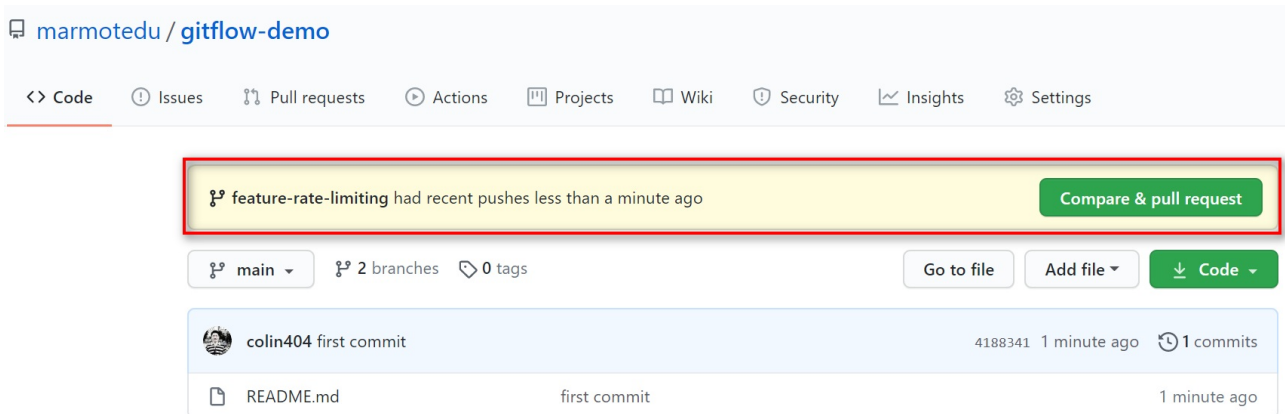 marmotedu / gitflow-demo
Code Issues Pull requests Actions Projects Wiki Security Insights Settings
feature-rate-limiting had recent pushes less than a minute ago Compare & pull request
main 2 branches 0 tags Go to file Add file Code
colin404 first commit 4188341 1 minute ago 1 commits
README.md first commit 1 minute ago